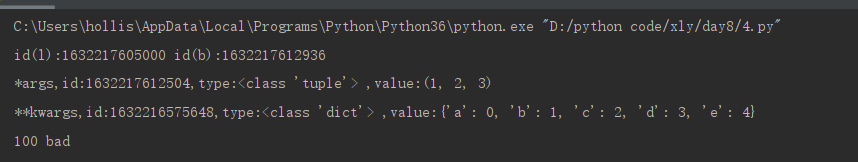 C:\Users\hollis\AppData\Local\Programs\Python\Python36\python.exe "D:/python code/xly/day8/4.py"
id(l):1632217605000 id(b):1632217612936
*args,id:1632217612504,type:<class 'tuple'> ,value:(1, 2, 3)
**kwargs,id:1632216575648,type:<class 'dict'> ,value:{'a': 0, 'b': 1, 'c': 2, 'd': 3, 'e': 4}
100 bad